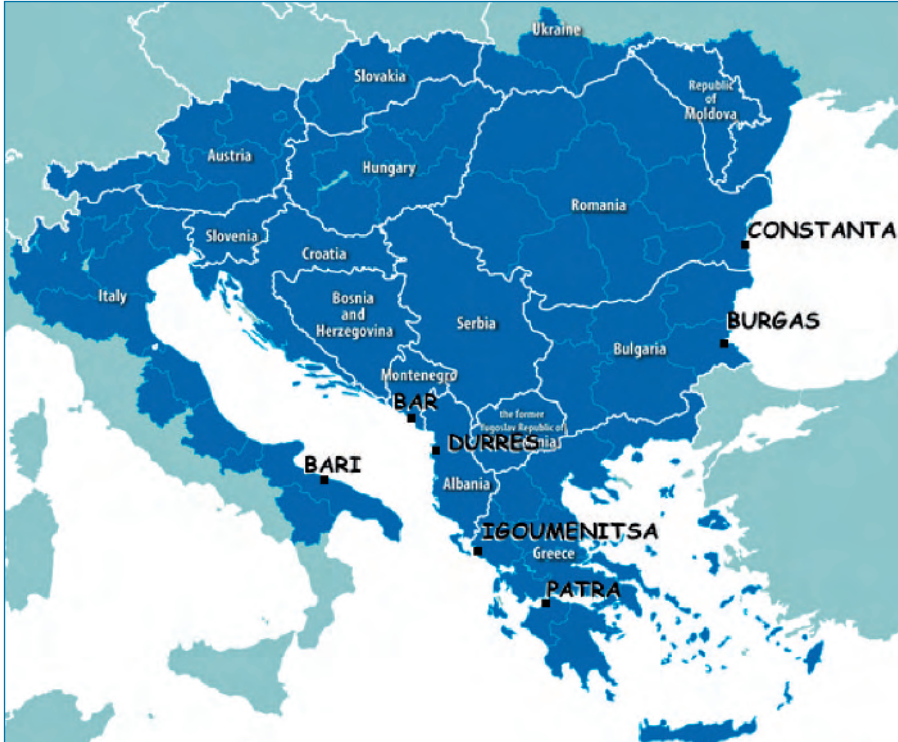 Ukraine
Slovakia
Republic
of
Moldova
Austria
Hungary
Romania
Slovenia
CONSTANTA
Croatia
Italy
Bosnia
and
Herzegovina
Serbia
BURGAS
Bulgaria
Montenegro
BAR
the former
Yugoslav Republic of
DURRES
BARI
Albania
IGOUMENITSA
Greece
PATRA